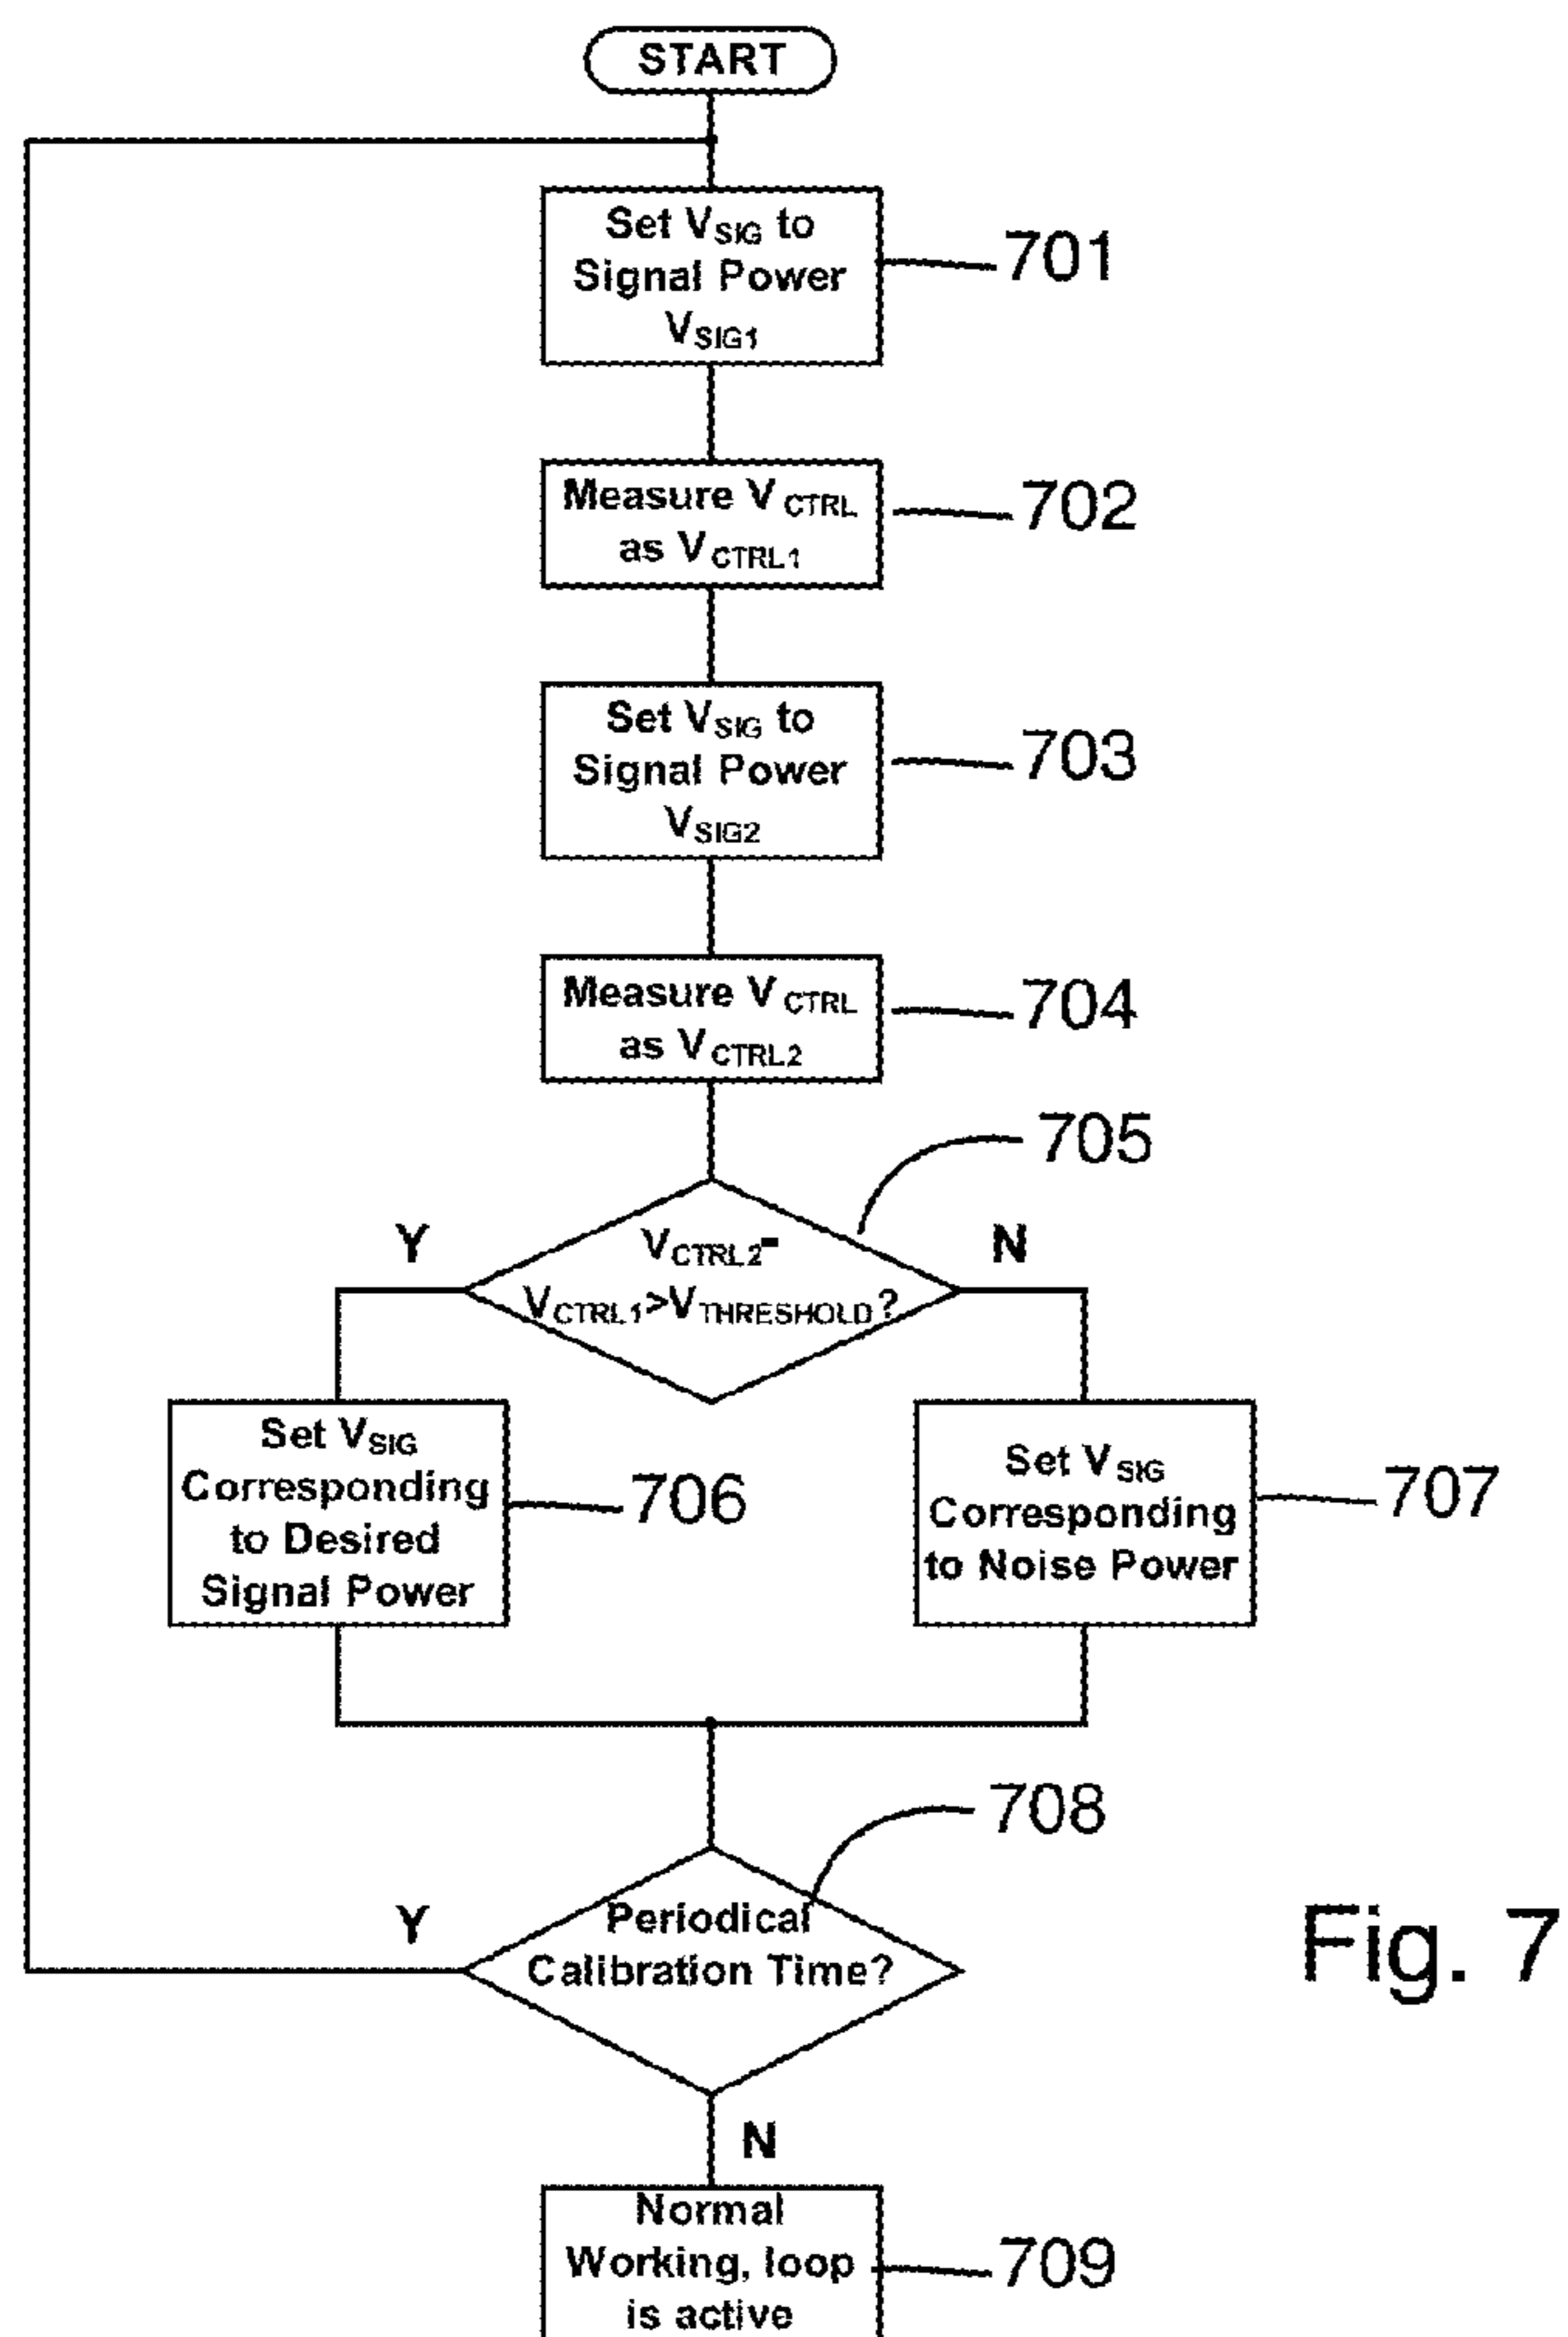 START
Set VSIG to
Signal Power
VSIG1
701
Measure VCTRL
as VCTRL1
702
Set VSIG to
Signal Power
VSIG2
703
Measure VCTRL
as VCTRL2
704
705
Y
VCTRL2-
VCTRL1>VTHRESHOLD?
N
Set VSIG
Corresponding
to Desired
Signal Power
706
Set VSIG
Corresponding
to Noise Power
707
708
Y
Periodical
Calibration Time?
Fig. 7
N
Normal
Working, loop
is active
709